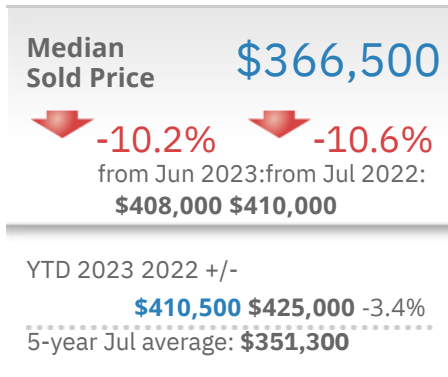 Median
Sold Price
$366,500
-10.2% -10.6%
from Jun 2023:from Jul 2022:
$408,000 $410,000
YTD 2023 2022 +/-
$410,500 $425,000 -3.4%
5-year Jul average: $351,300